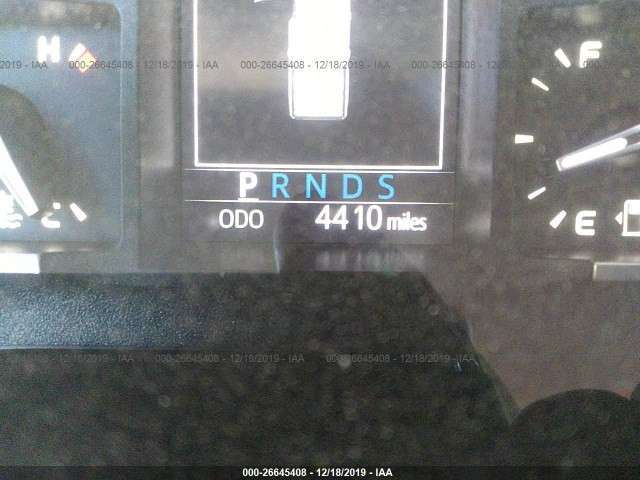 H
F
000-26645408 - 12/18/2019 - IAA
000-26645408 - 12/18/2019 - IAA
P R N D S
ODO 4410 miles
C
E
000-26645408 - 12/18/2019 - IAA
000-26645408 - 12/18/2019 - IAA
000-26645408 - 12/18/2019 - IAA